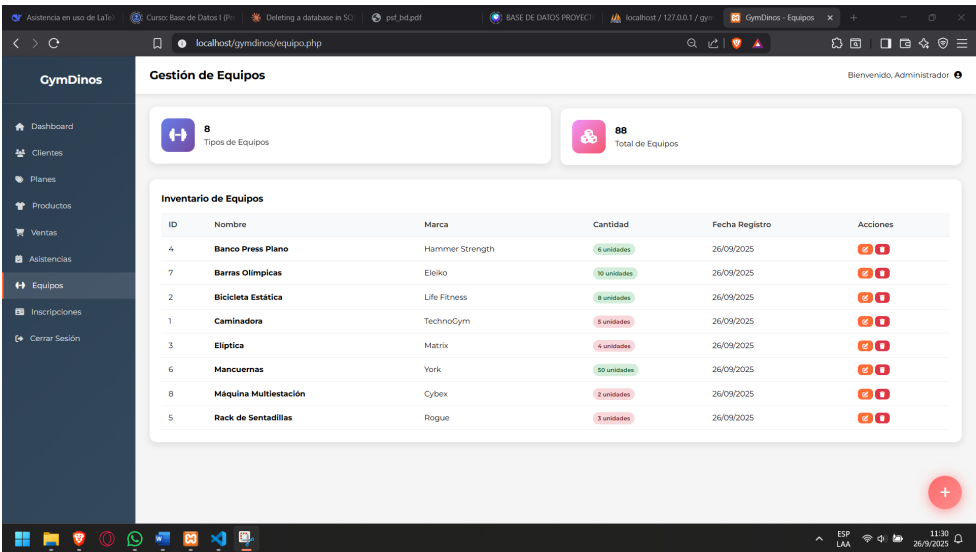 Asistencia en uso de LaTeX
Curso: Base de Datos I (Pr
Deleting a database in SQ
psf_bd.pdf
BASE DE DATOS PROYECT
localhost / 127.0.0.1 / gym
GymDinos - Equipos
localhost/gymdinos/equipo.php
GymDinos
Gestión de Equipos
Bienvenido, Administrador
Dashboard
Clientes
Planes
Productos
Ventas
Asistencias
Equipos
Inscripciones
Cerrar Sesión
8
Tipos de Equipos
88
Total de Equipos
Inventario de Equipos
ID Nombre Marca Cantidad Fecha Registro Acciones
4 Banco Press Plano Hammer Strength 6 unidades 26/09/2025
7 Barras Olímpicas Eleiko 10 unidades 26/09/2025
2 Bicicleta Estática Life Fitness 8 unidades 26/09/2025
1 Caminadora TechnoGym 5 unidades 26/09/2025
3 Elíptica Matrix 4 unidades 26/09/2025
6 Mancuernas York 50 unidades 26/09/2025
8 Máquina Multiestación Cybex 2 unidades 26/09/2025
5 Rack de Sentadillas Rogue 3 unidades 26/09/2025
+
ESP
LAA
11:30
26/9/2025